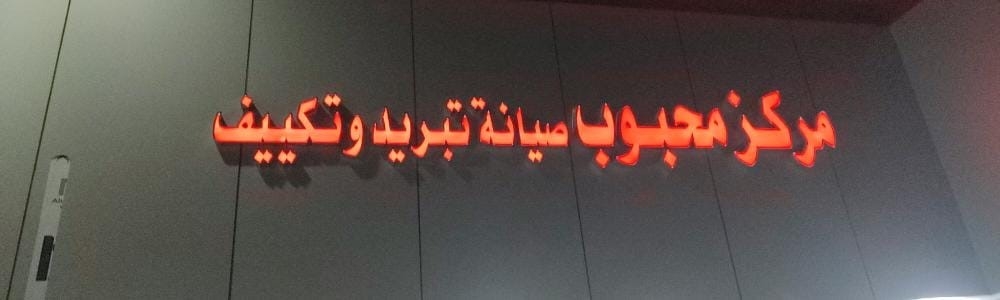 مركز محبوب صيانة تبريد وتكييف